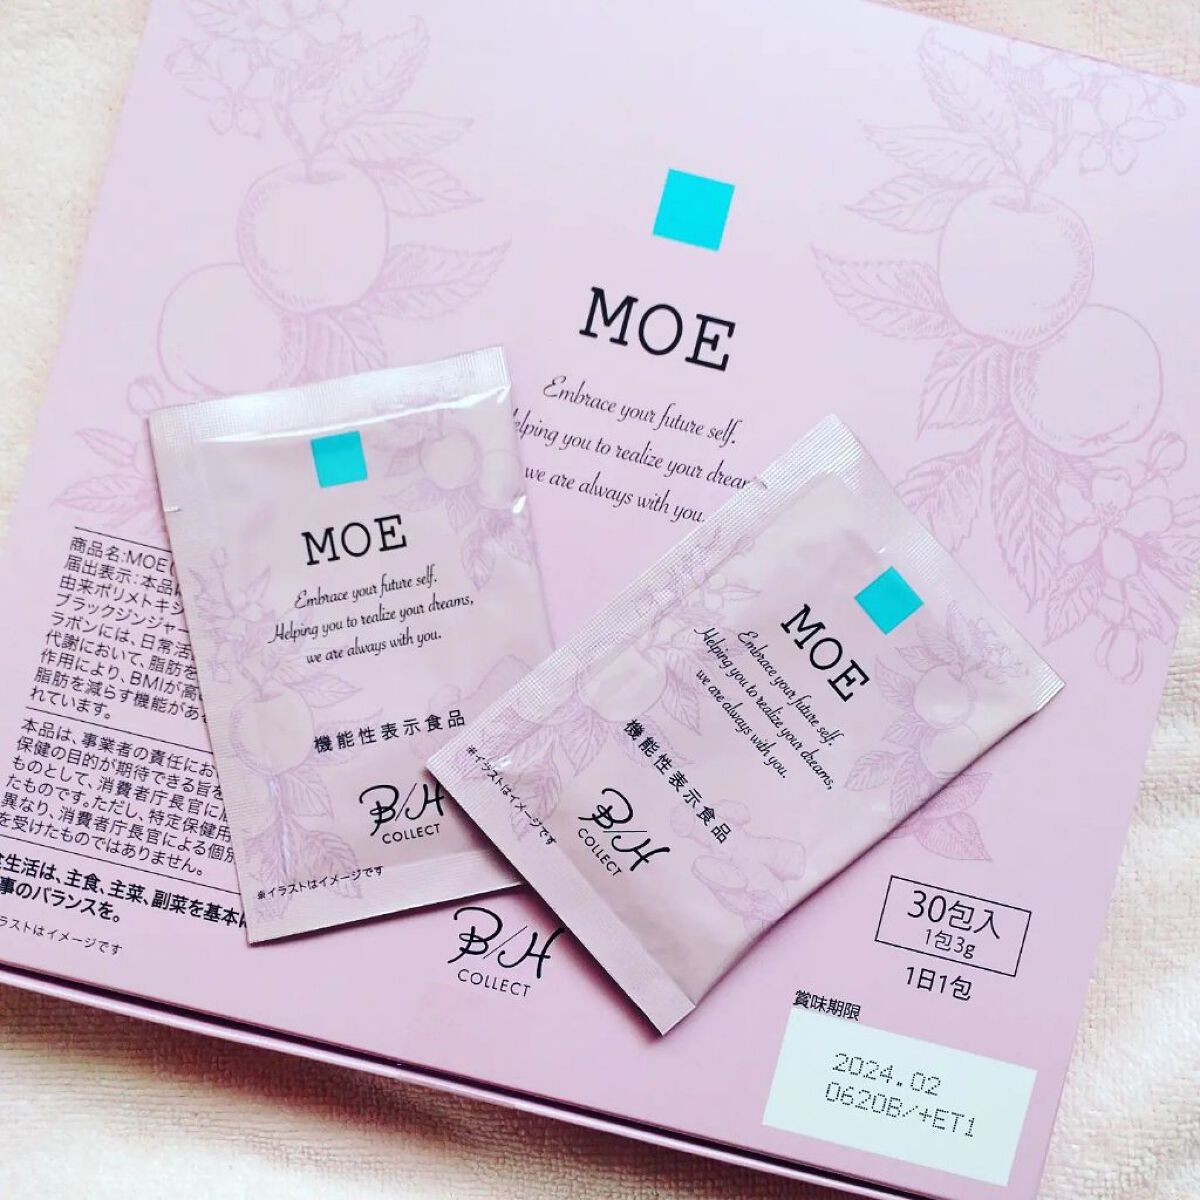 MOE
Embrace your future self.
elping you to realize your drea
we are always with you.
MOE
Embrace your future self.
Helping you to realize your dreams,
we are always with you.
機能性表示食品
B/H
COLLECT
※イラストはイメージです
MOE
Embrace your future self.
Helping you to realize your dreams,
we are always with you.
機能性表示食品
B/H
COLLECT
※イラストはイメージです
商品名:MOE
届出表示:本品に
由来ポリメトキシ
ブラックジンジャー
ラボンには、日常活
代謝において、脂肪を
作用により、BMIが高
脂肪を減らす機能があ
れています。
本品は、事業者の責任にお
保健の目的が期待できる旨を
ものとして、消費者庁長官に届
たものです。ただし、特定保健用
異なり、消費者庁長官による個別
を受けたものではありません。
食生活は、主食、主菜、副菜を基本に
事のバランスを。
ラストはイメージです
B/H
COLLECT
30包入
1包3g
1日1包
賞味期限
2024.02
0620B/+ET1